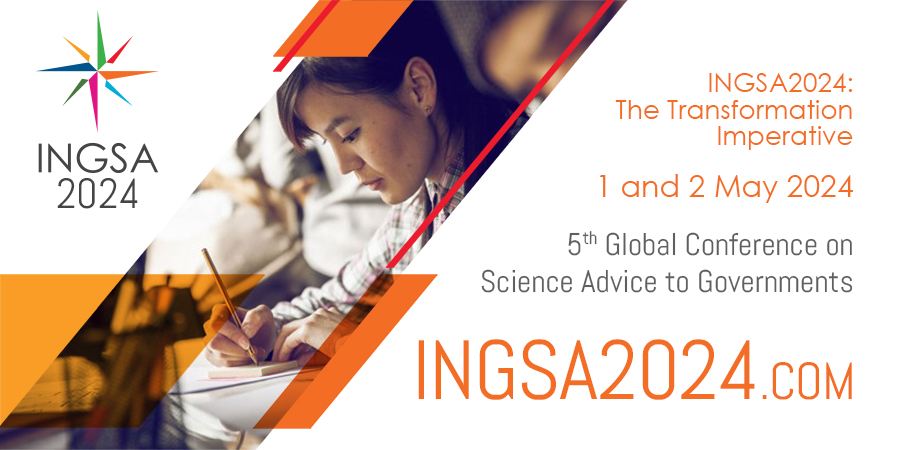 INGSA
2024
INGSA2024:
The Transformation
Imperative
1 and 2 May 2024
5th Global Conference on
Science Advice to Governments
INGSA2024.COM